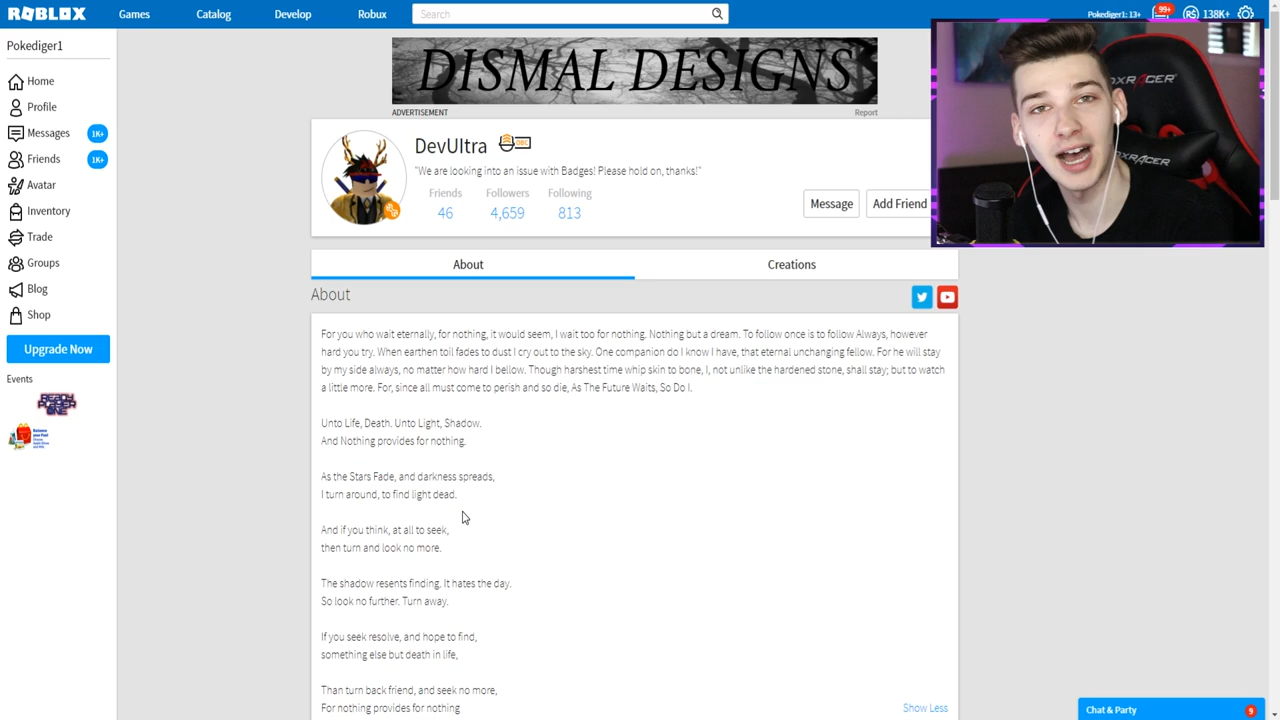 ROBLOX Games Catalog Develop Robux Search Pokediger1: 13+ 99+ 138K+
Pokediger1
Home
Profile
Messages 1K+
Friends 1K+
Avatar
Inventory
Trade
Groups
Blog
Shop
Upgrade Now
Events
READY PLAYER ONE
DISMAL DESIGNS
ADVERTISEMENT Report
DevUltra OBC
"We are looking into an issue with Badges! Please hold on, thanks!"
Friends Followers Following
46 4,659 813
Message Add Friend
DXRACER
OXRACER
About Creations
About
For you who wait eternally, for nothing, it would seem, I wait too for nothing. Nothing but a dream. To follow once is to follow Always, however
hard you try. When earthen toil fades to dust I cry out to the sky. One companion do I know I have, that eternal unchanging fellow. For he will stay
by my side always, no matter how hard I bellow. Though harshest time whip skin to bone, I, not unlike the hardened stone, shall stay; but to watch
a little more. For, since all must come to perish and so die, As The Future Waits, So Do I.
Unto Life, Death. Unto Light, Shadow.
And Nothing provides for nothing.
As the Stars Fade, and darkness spreads,
I turn around, to find light dead.
And if you think, at all to seek,
then turn and look no more.
The shadow resents finding, It hates the day.
So look no further. Turn away.
If you seek resolve, and hope to find,
something else but death in life,
Than turn back friend, and seek no more,
For nothing provides for nothing
Show Less
Chat & Party 9